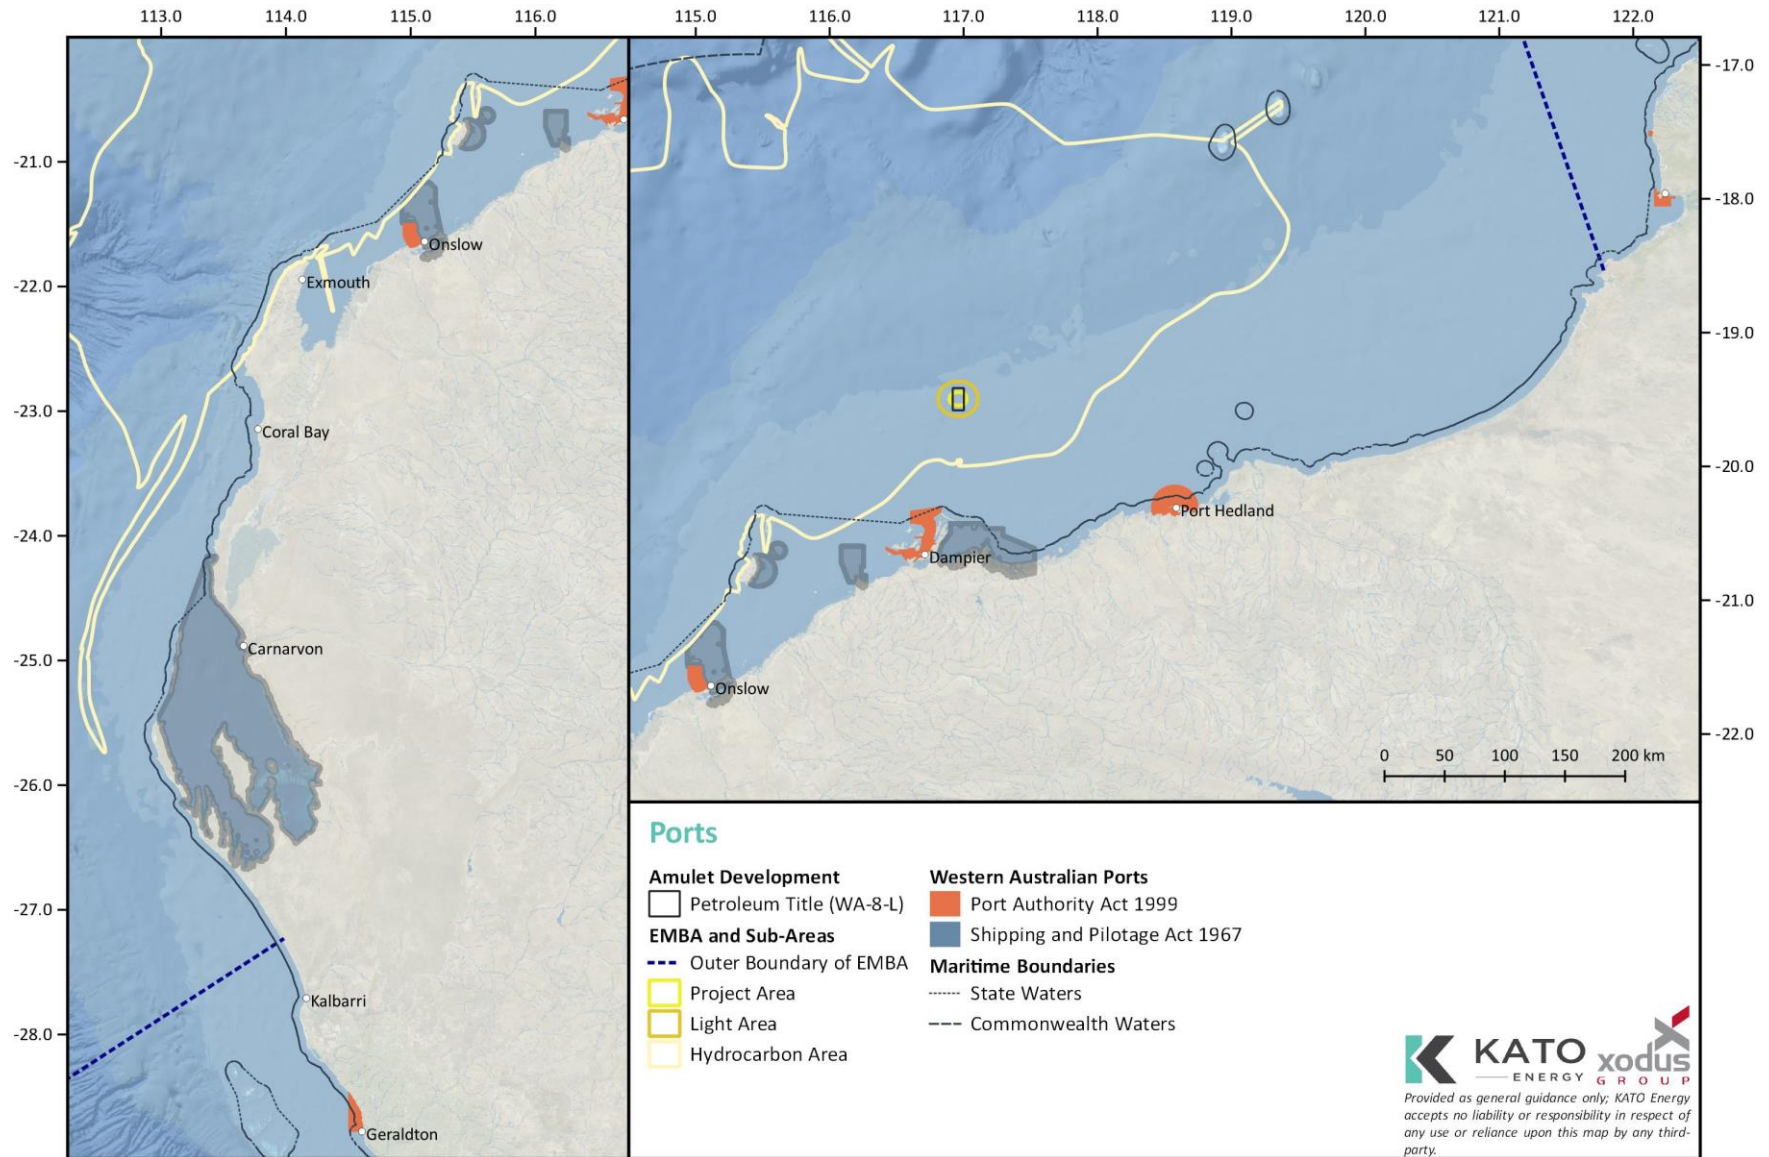 113.0 114.0 115.0 116.0 115.0 116.0 117.0 118.0 119.0 120.0 121.0 122.0
-21.0
-22.0
-23.0
-24.0
-25.0
-26.0
-27.0
-28.0
Onslow
Exmouth
Coral Bay
Carnarvon
Kalbarri
Geraldton
-17.0
-18.0
-19.0
-20.0
-21.0
-22.0
Port Hedland
Dampier
Onslow
0 50 100 150 200 km
Ports
Amulet Development
Petroleum Title (WA-8-L)
EMBA and Sub-Areas
Outer Boundary of EMBA
Project Area
Light Area
Hydrocarbon Area
Western Australian Ports
Port Authority Act 1999
Shipping and Pilotage Act 1967
Maritime Boundaries
State Waters
Commonwealth Waters
KATO
ENERGY
xodus
GROUP
Provided as general guidance only; KATO Energy
accepts no liability or responsibility in respect of
any use or reliance upon this map by any third-
party.